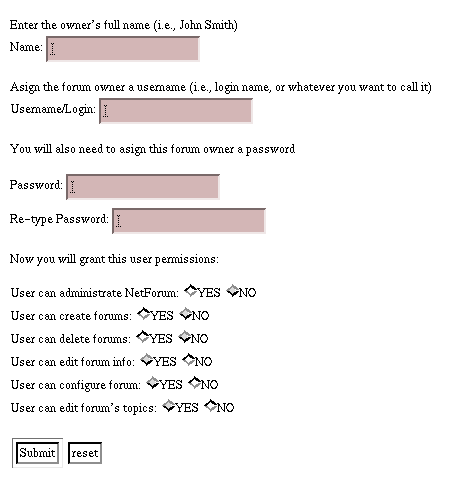 Enter the owner's full name (i.e., John Smith)
Name:
Asign the forum owner a username (i.e., login name, or whatever you want to call it)
Username/Login:
You will also need to asign this forum owner a password
Password:
Re-type Password:
Now you will grant this user permissions:
User can administrate NetForum: YES NO
User can create forums: YES NO
User can delete forums: YES NO
User can edit forum info: YES NO
User can configure forum: YES NO
User can edit forum's topics: YES NO
Submit reset